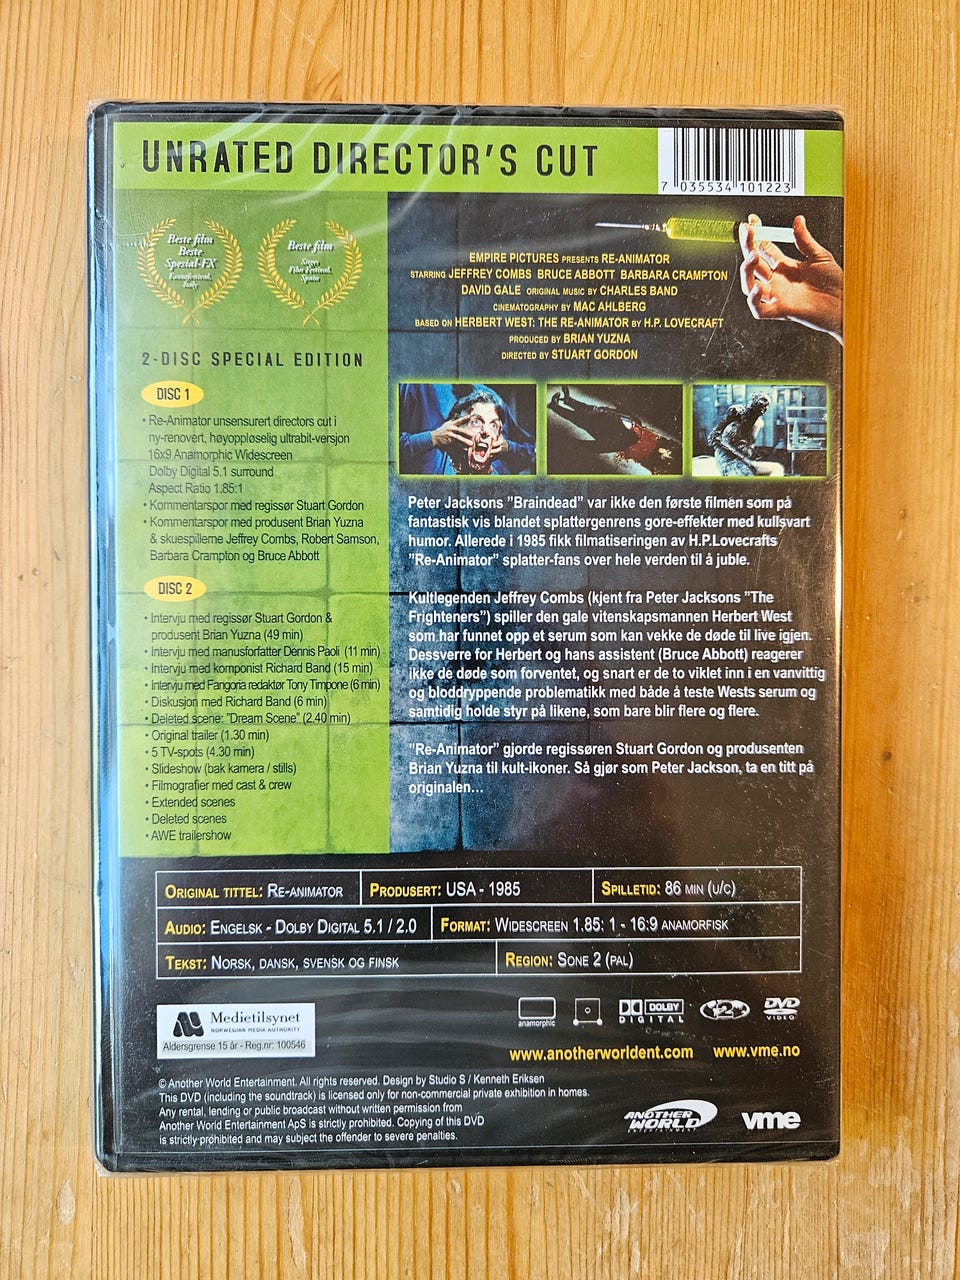 UNRATED DIRECTOR'S CUT
7 035534 101223
Beste film
Beste
Spesial-FX
Fantafestival,
Italy
Beste film
Sitges
Film Festival,
Spain
EMPIRE PICTURES PRESENTS RE-ANIMATOR
STARRING JEFFREY COMBS BRUCE ABBOTT BARBARA CRAMPTON
DAVID GALE ORIGINAL MUSIC BY CHARLES BAND
CINEMATOGRAPHY BY MAC AHLBERG
BASED ON HERBERT WEST: THE RE-ANIMATOR BY H.P. LOVECRAFT
PRODUCED BY BRIAN YUZNA
DIRECTED BY STUART GORDON
2-DISC SPECIAL EDITION
DISC 1
• Re-Animator unsensurert directors cut i
ny-renovert, høyoppløselig ultrabit-versjon
16x9 Anamorphic Widescreen
Dolby Digital 5.1 surround
Aspect Ratio 1.85:1
• Kommentarspor med regissør Stuart Gordon
• Kommentarspor med produsent Brian Yuzna
& skuespillerne Jeffrey Combs, Robert Samson,
Barbara Crampton og Bruce Abbott
DISC 2
• Intervju med regissør Stuart Gordon &
produsent Brian Yuzna (49 min)
• Intervju med manusforfatter Dennis Paoli (11 min)
• Intervju med komponist Richard Band (15 min)
• Intervju med Fangoria redaktør Tony Timpone (6 min)
• Diskusjon med Richard Band (6 min)
• Deleted scene: "Dream Scene" (2.40 min)
• Original trailer (1.30 min)
• 5 TV-spots (4.30 min)
• Slideshow (bak kamera / stills)
• Filmografier med cast & crew
• Extended scenes
• Deleted scenes
• AWE trailershow
Peter Jacksons "Braindead" var ikke den første filmen som på
fantastisk vis blandet splattergenrens gore-effekter med kullsvart
humor. Allerede i 1985 fikk filmatiseringen av H.P.Lovecrafts
"Re-Animator" splatter-fans over hele verden til å juble.
Kultlegenden Jeffrey Combs (kjent fra Peter Jacksons "The
Frighteners") spiller den gale vitenskapsmannen Herbert West
som har funnet opp et serum som kan vekke de døde til live igjen.
Dessverre for Herbert og hans assistent (Bruce Abbott) reagerer
ikke de døde som forventet, og snart er de to viklet inn i en vanvittig
og bloddryppende problematikk med både å teste Wests serum og
samtidig holde styr på likene, som bare blir flere og flere.
"Re-Animator" gjorde regissøren Stuart Gordon og produsenten
Brian Yuzna til kult-ikoner. Så gjør som Peter Jackson, ta en titt på
originalen...
ORIGINAL TITTEL: RE-ANIMATOR
PRODUSERT: USA - 1985
SPILLETID: 86 MIN (U/C)
AUDIO: ENGELSK - DOLBY DIGITAL 5.1 / 2.0
FORMAT: WIDESCREEN 1.85: 1 - 16:9 ANAMORFISK
TEKST: NORSK, DANSK, SVENSK OG FINSK
REGION: SONE 2 (PAL)
Medietilsynet
NORWEGIAN MEDIA AUTHORITY
Aldersgrense 15 år - Reg.nr: 100546
anamorphic
DOLBY
DIGITAL
2
DVD
VIDEO
www.anotherworldent.com www.vme.no
© Another World Entertainment. All rights reserved. Design by Studio S / Kenneth Eriksen
This DVD (including the soundtrack) is licensed only for non-commercial private exhibition in homes.
Any rental, lending or public broadcast without written permission from
Another World Entertainment ApS is strictly prohibited. Copying of this DVD
is strictly prohibited and may subject the offender to severe penalties.
ANOTHER
WORLD
ENTERTAINMENT
vme